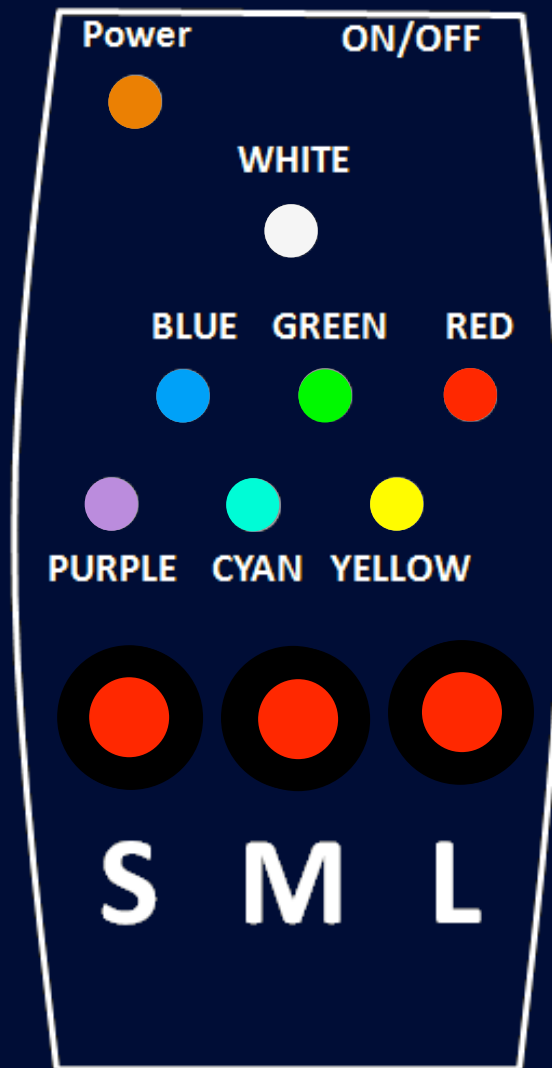 Power ON/OFF
WHITE
BLUE GREEN RED
PURPLE CYAN YELLOW
S M L